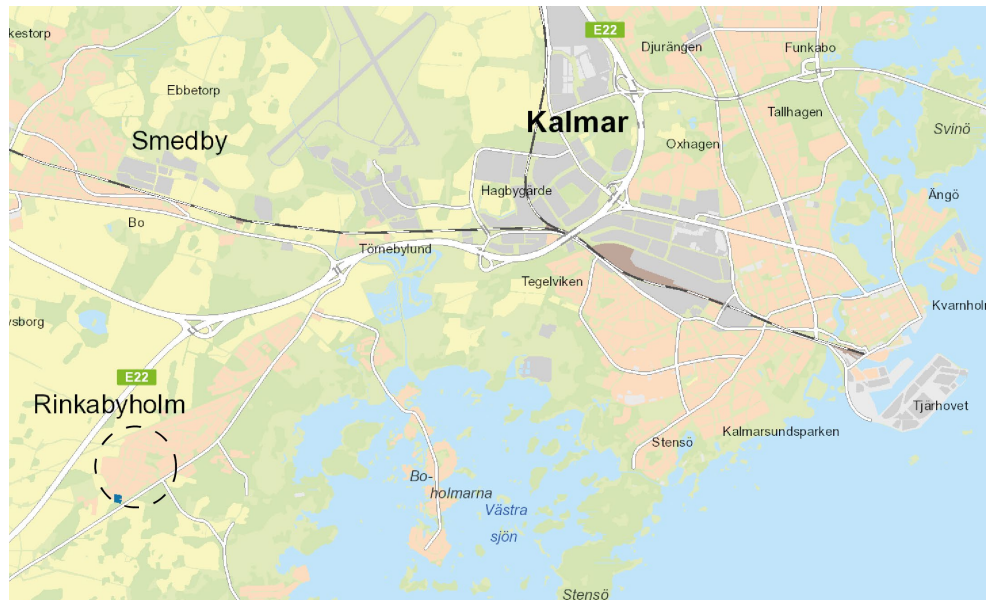 E22
kestorp
Djurängen
Funkabo
Ebbetorp
Kalmar
Tallhagen
Smedby
Oxhagen
Svinö
Hagbygärde
Ängö
Bo
Törnebylund
Tegelviken
Kvarnholm
ysborg
E22
Rinkabyholm
Tjärhovet
Kalmarsundsparken
Stensö
Bo-
holmarna
Västra
sjön
Stensö